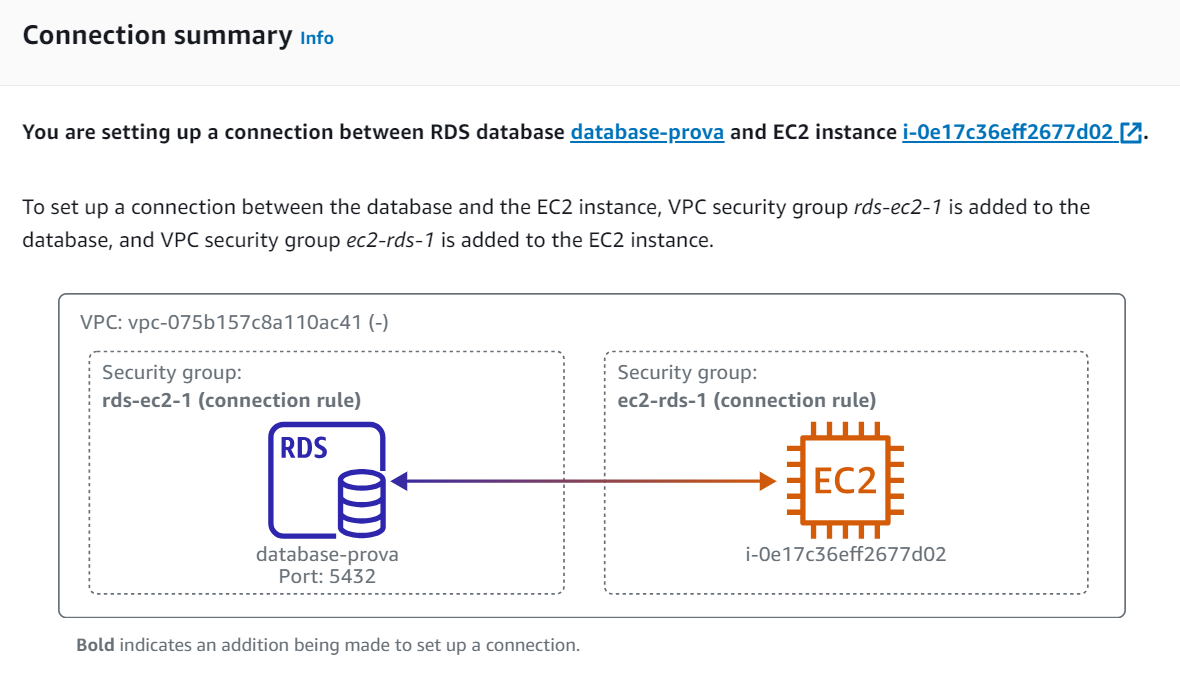 Connection summary Info
You are setting up a connection between RDS database database-prova and EC2 instance i-0e17c36eff2677d02.
To set up a connection between the database and the EC2 instance, VPC security group rds-ec2-1 is added to the
database, and VPC security group ec2-rds-1 is added to the EC2 instance.
VPC: vpc-075b157c8a110ac41 (-)
Security group:
rds-ec2-1 (connection rule)
RDS
database-prova
Port: 5432
Security group:
ec2-rds-1 (connection rule)
EC2
i-0e17c36eff2677d02
Bold indicates an addition being made to set up a connection.